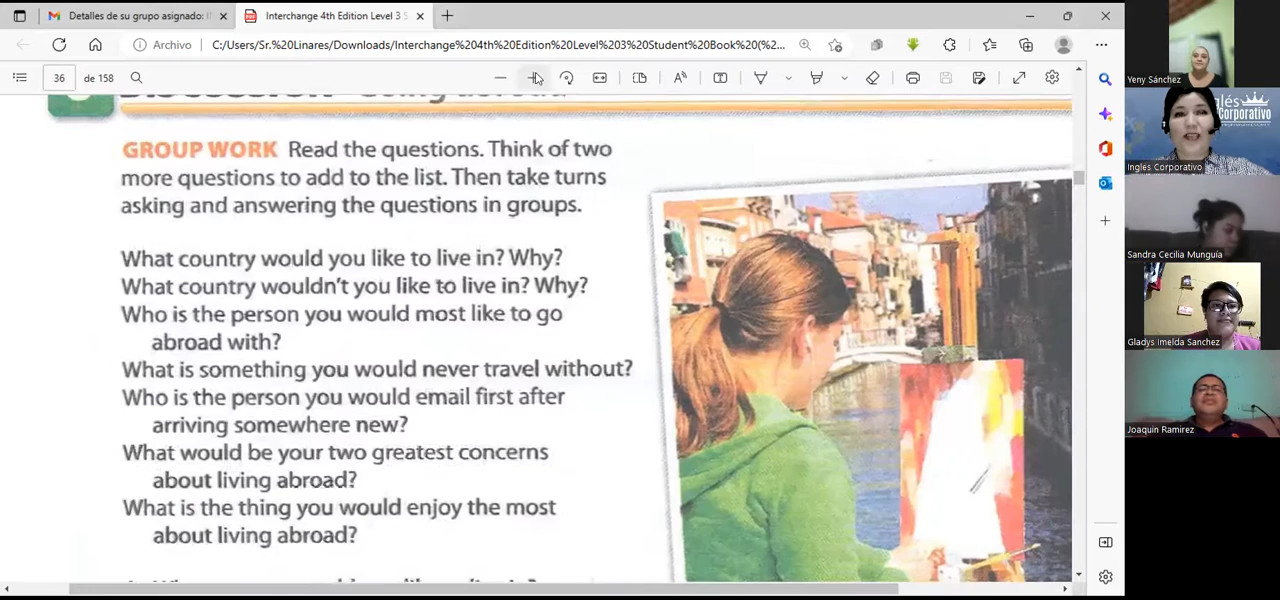 Detalles de su grupo asignado: I
Interchange 4th Edition Level 3 S
Archivo
C:/Users/Sr.%20Linares/Downloads/Interchange%204th%20Edition%20Level%203%20Student%20Book%20(%...
36
de 158
GROUP WORK Read the questions. Think of two
more questions to add to the list. Then take turns
asking and answering the questions in groups.
What country would you like to live in? Why?
What country wouldn't you like to live in? Why?
Who is the person you would most like to go
abroad with?
What is something you would never travel without?
Who is the person you would email first after
arriving somewhere new?
What would be your two greatest concerns
about living abroad?
What is the thing you would enjoy the most
about living abroad?
Yeny Sánchez
glés
Corporativo
Ingles Corporativo
Sandra Cecilia Munguía
Gladys Imelda Sanchez
Joaquin Ramirez